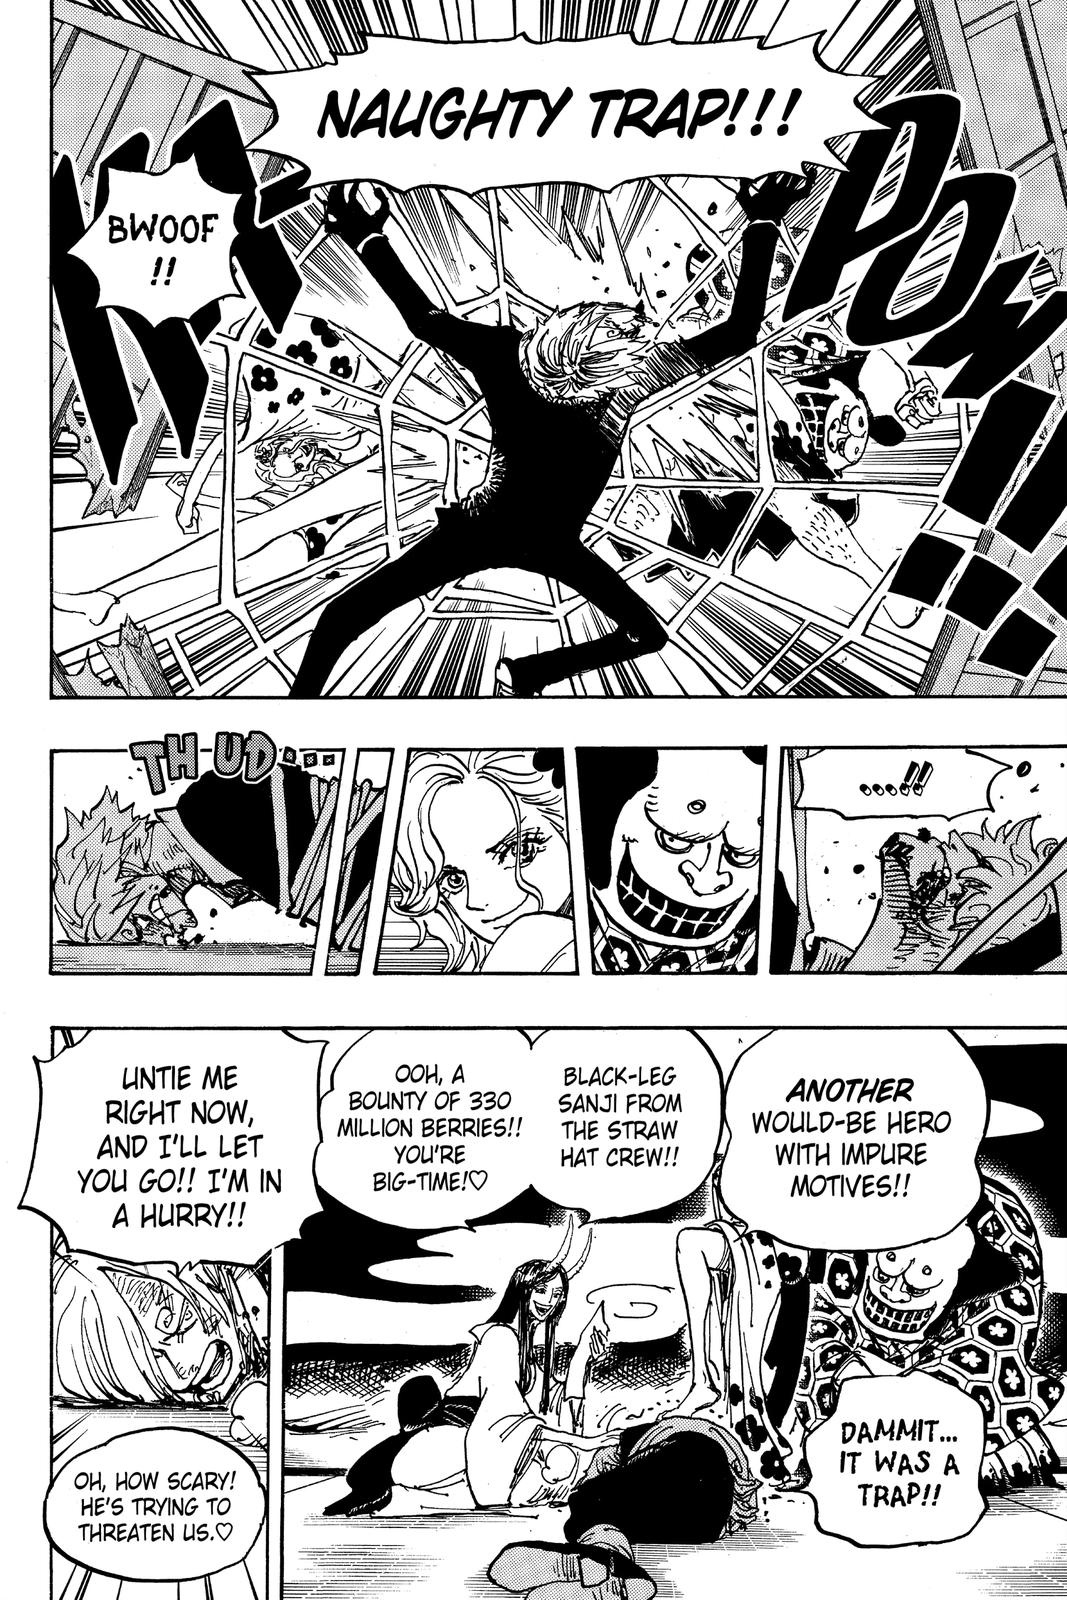 NAUGHTY TRAP!!!
BWOOF
!!
POW!!
THUD...
...!!
UNTIE ME
RIGHT NOW,
AND I'LL LET
YOU GO!! I'M IN
A HURRY!!
OOH, A
BOUNTY OF 330
MILLION BERRIES!!
YOU'RE
BIG-TIME!♡
BLACK-LEG
SANJI FROM
THE STRAW
HAT CREW!!
ANOTHER
WOULD-BE HERO
WITH IMPURE
MOTIVES!!
DAMMIT...
IT WAS A
TRAP!!
OH, HOW SCARY!
HE'S TRYING TO
THREATEN US.♡